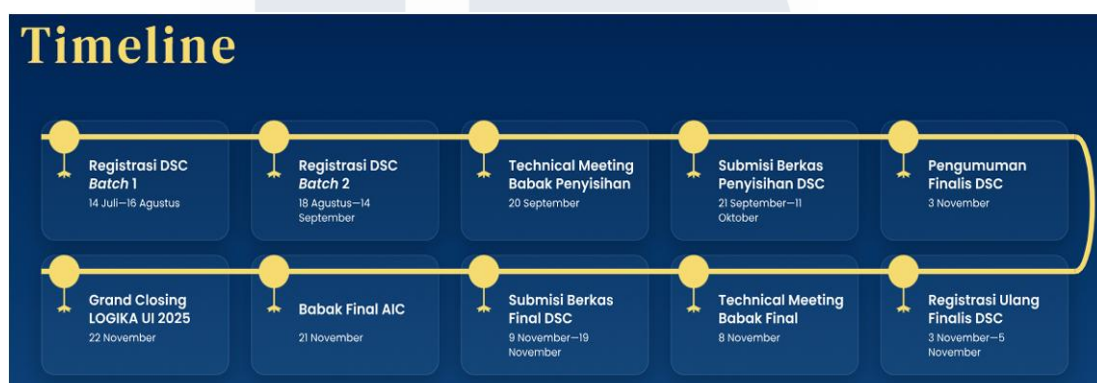 Timeline
Registrasi DSC
Batch 1
14 Juli—16 Agustus
Registrasi DSC
Batch 2
18 Agustus—14
September
Technical Meeting
Babak Penyisihan
20 September
Submisi Berkas
Penyisihan DSC
21 September—11
Oktober
Pengumuman
Finalis DSC
3 November
Grand Closing
LOGIKA UI 2025
22 November
Babak Final AIC
21 November
Submisi Berkas
Final DSC
9 November—19
November
Technical Meeting
Babak Final
8 November
Registrasi Ulang
Finalis DSC
3 November—5
November